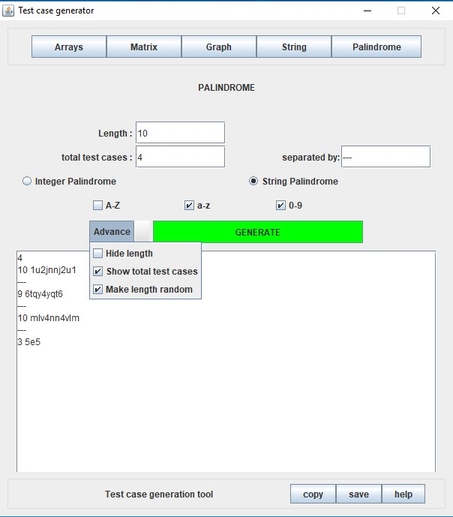 Test case generator
Arrays Matrix Graph String Palindrome
PALINDROME
Length : 10
total test cases : 4 separated by: ---
Integer Palindrome String Palindrome
A-Z a-z 0-9
Advance GENERATE
Hide length
Show total test cases
Make length random
4
10 1u2jnnj2u1
---
9 6tqy4yqt6
---
10 mlv4nn4vlm
---
3 5e5
Test case generation tool copy save help